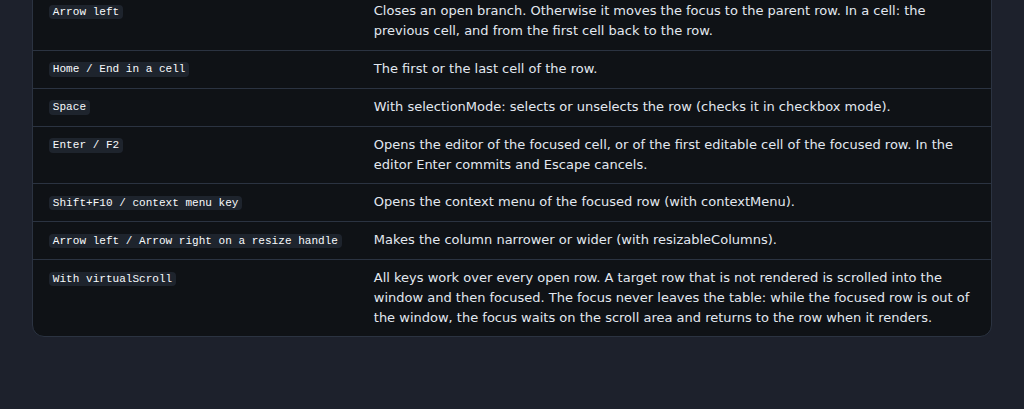 Arrow left
Closes an open branch. Otherwise it moves the focus to the parent row. In a cell: the
previous cell, and from the first cell back to the row.
Home / End in a cell
The first or the last cell of the row.
Space
With selectionMode: selects or unselects the row (checks it in checkbox mode).
Enter / F2
Opens the editor of the focused cell, or of the first editable cell of the focused row. In the
editor Enter commits and Escape cancels.
Shift+F10 / context menu key
Opens the context menu of the focused row (with contextMenu).
Arrow left / Arrow right on a resize handle
Makes the column narrower or wider (with resizableColumns).
With virtualScroll
All keys work over every open row. A target row that is not rendered is scrolled into the
window and then focused. The focus never leaves the table: while the focused row is out of
the window, the focus waits on the scroll area and returns to the row when it renders.